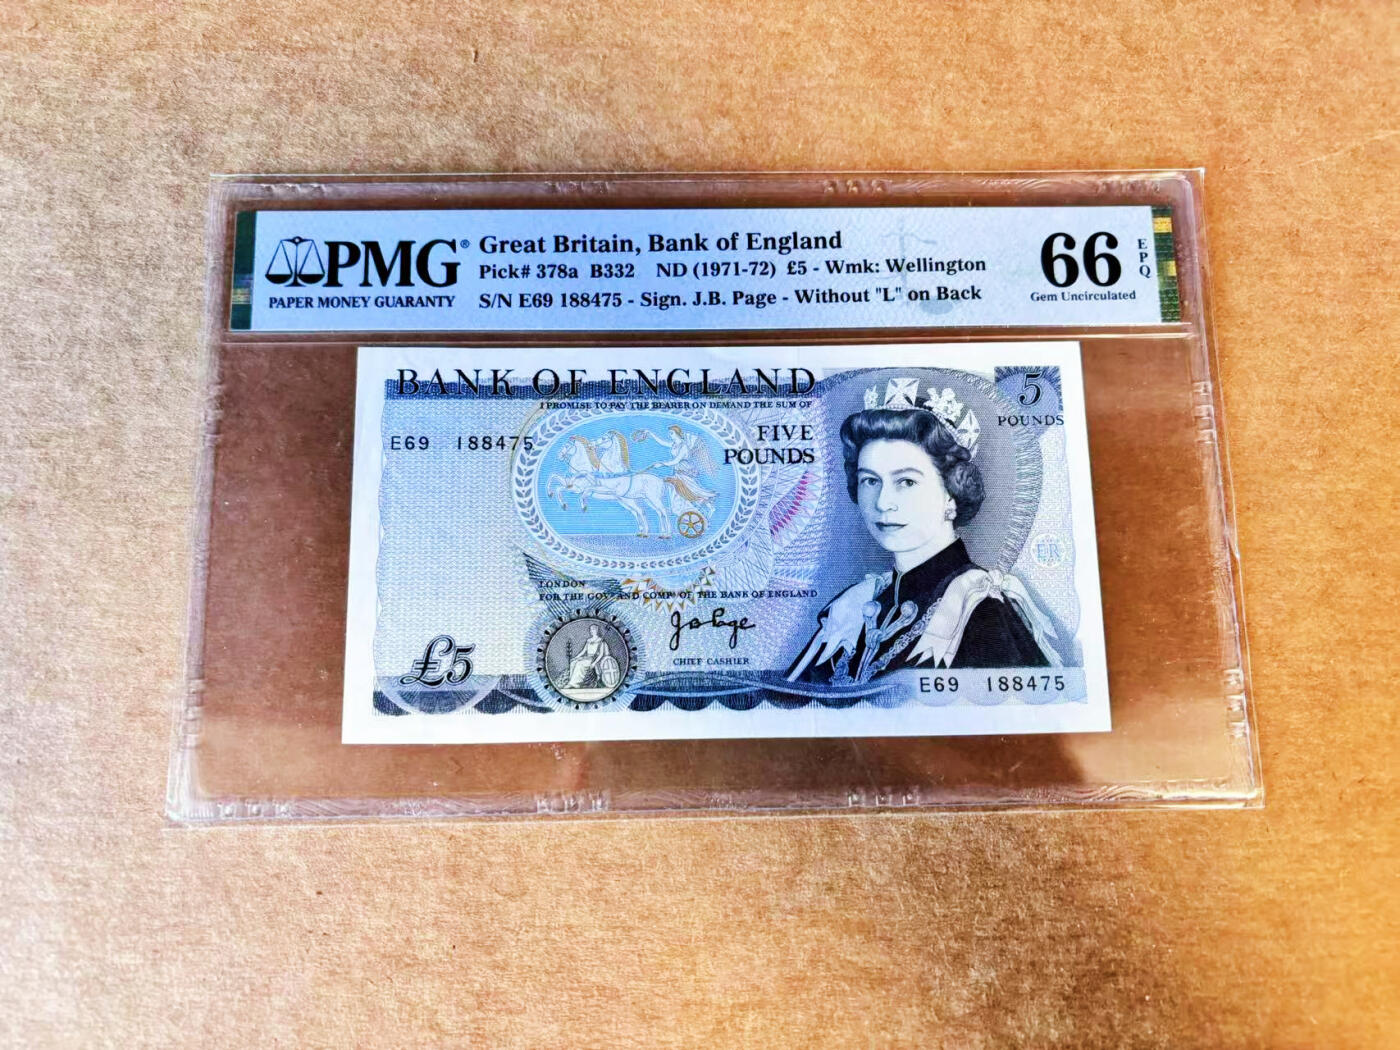 PMG®
PAPER MONEY GUARANTY
Great Britain, Bank of England
Pick# 378a B332 ND (1971-72) £5 - Wmk: Wellington
S/N E69 188475 - Sign. J.B. Page - Without "L" on Back
66
EPQ
Gem Uncirculated
BANK OF ENGLAND
I PROMISE TO PAY THE BEARER ON DEMAND THE SUM OF
5
POUNDS
E69 188475
FIVE
POUNDS
ER
LONDON
FOR THE GOVR AND COMPA OF THE BANK OF ENGLAND
J B Page
CHIEF CASHIER
£5
E69 188475